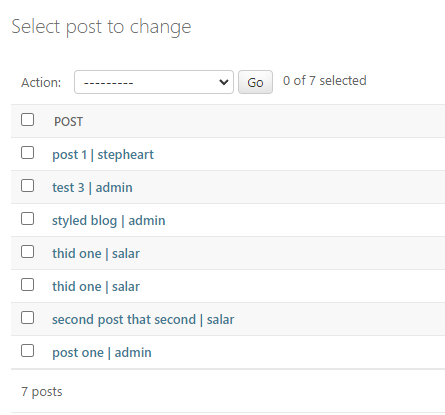 Select post to change
Action: --------- Go 0 of 7 selected
POST
post 1 | stepheart
test 3 | admin
styled blog | admin
thid one | salar
thid one | salar
second post that second | salar
post one | admin
7 posts